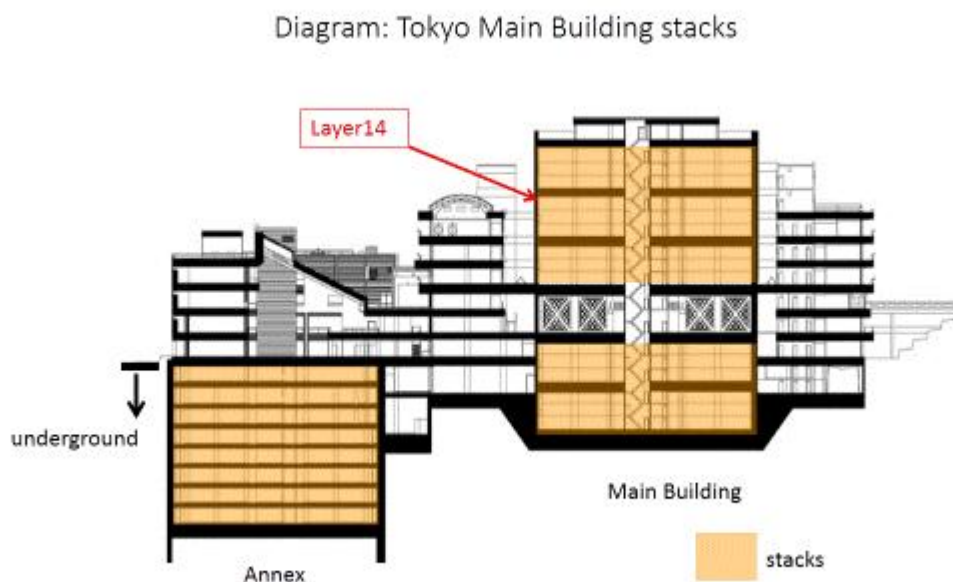 Diagram: Tokyo Main Building stacks
Layer14
underground
Main Building
stacks
Annex